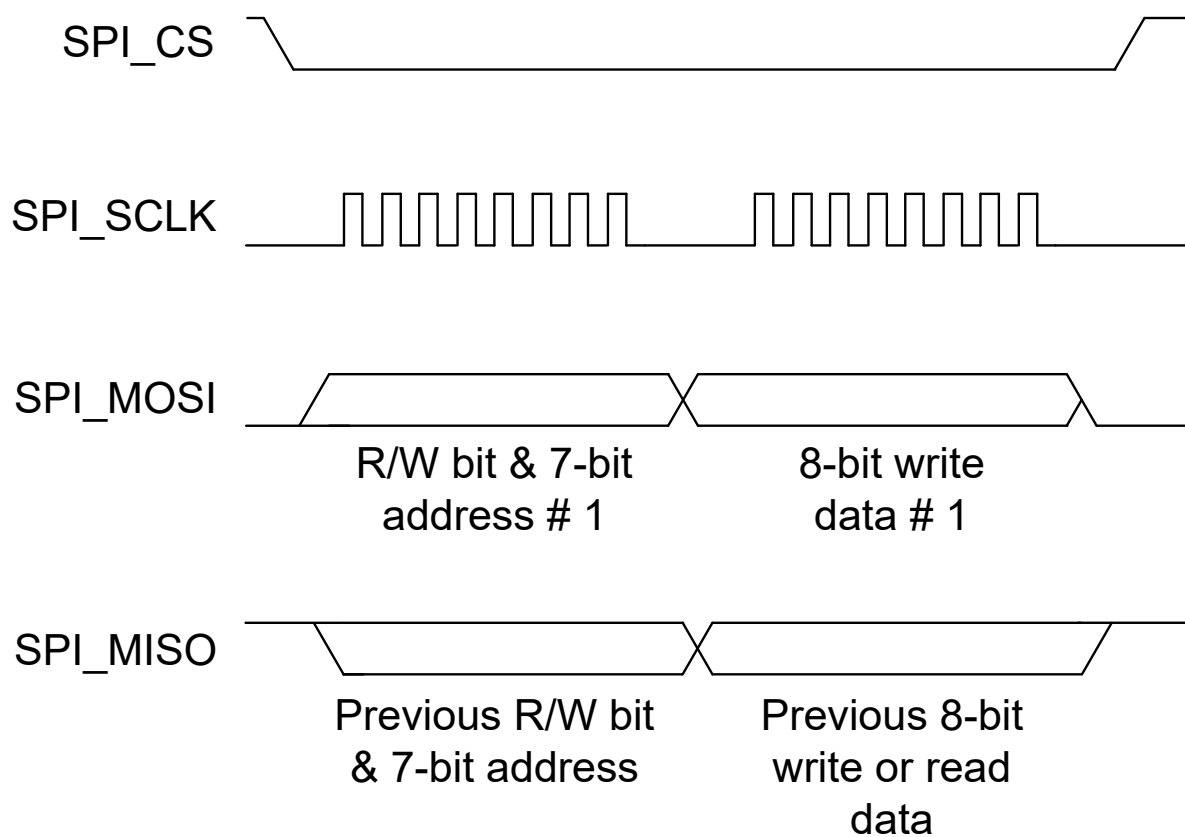 SPI_CS
SPI_SCLK
SPI_MOSI
R/W bit & 7-bit
address # 1
8-bit write
data # 1
SPI_MISO
Previous R/W bit
& 7-bit address
Previous 8-bit
write or read
data